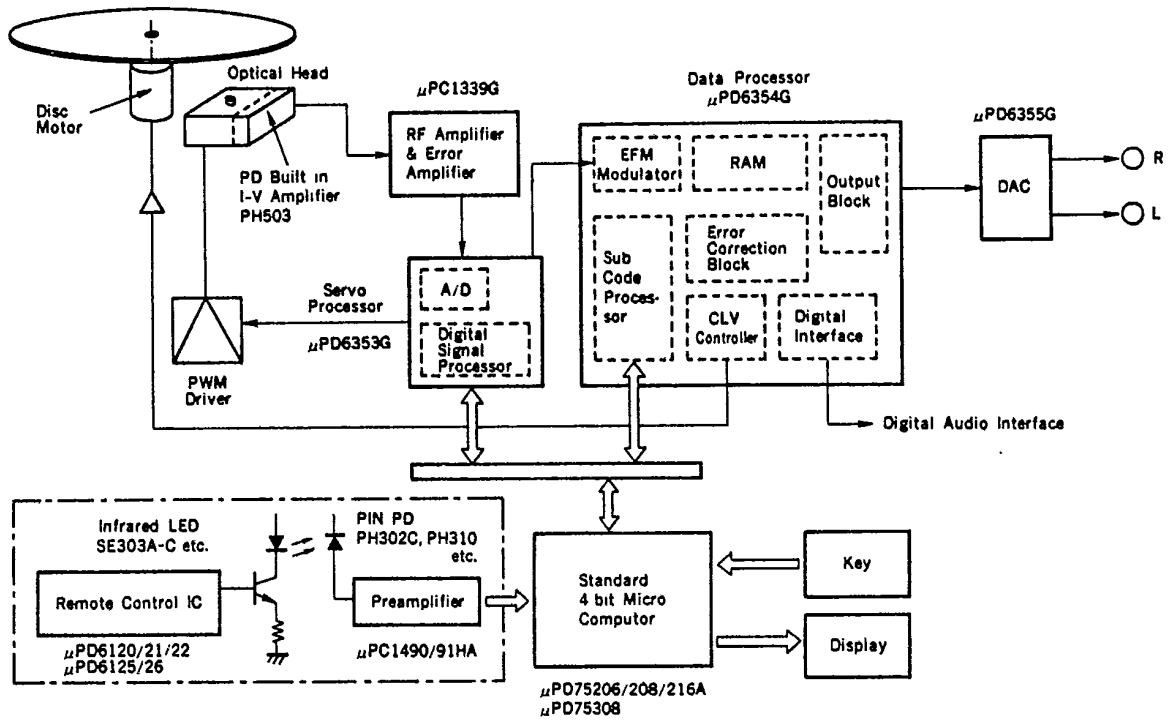 Optical Head
Disc
Motor
PD Built in
I-V Amplifier
PH503
μPC1339G
RF Amplifier
& Error
Amplifier
Data Processor
μPD6354G
EFM
Modulator
RAM
Output
Block
Sub
Code
Proces-
sor
Error
Correction
Block
CLV
Controller
Digital
Interface
μPD6355G
DAC
R
L
A/D
Digital
Signal
Processor
Servo
Processor
μPD6353G
PWM
Driver
Digital Audio Interface
Infrared LED
SE303A-C etc.
PIN PD
PH302C, PH310
etc.
Remote Control IC
μPD6120/21/22
μPD6125/26
Preamplifier
μPC1490/91HA
Standard
4 bit Micro
Computor
μPD75206/208/216A
μPD75308
Key
Display